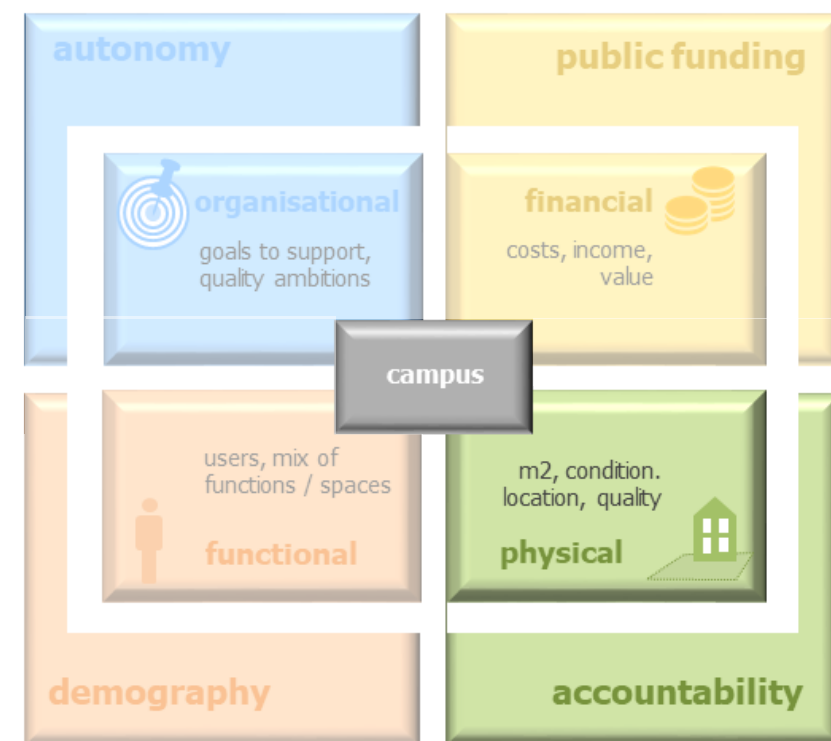 autonomy
public funding
organisational
goals to support,
quality ambitions
financial
costs, income,
value
campus
users, mix of
functions / spaces
functional
m2, condition.
location, quality
physical
demography
accountability